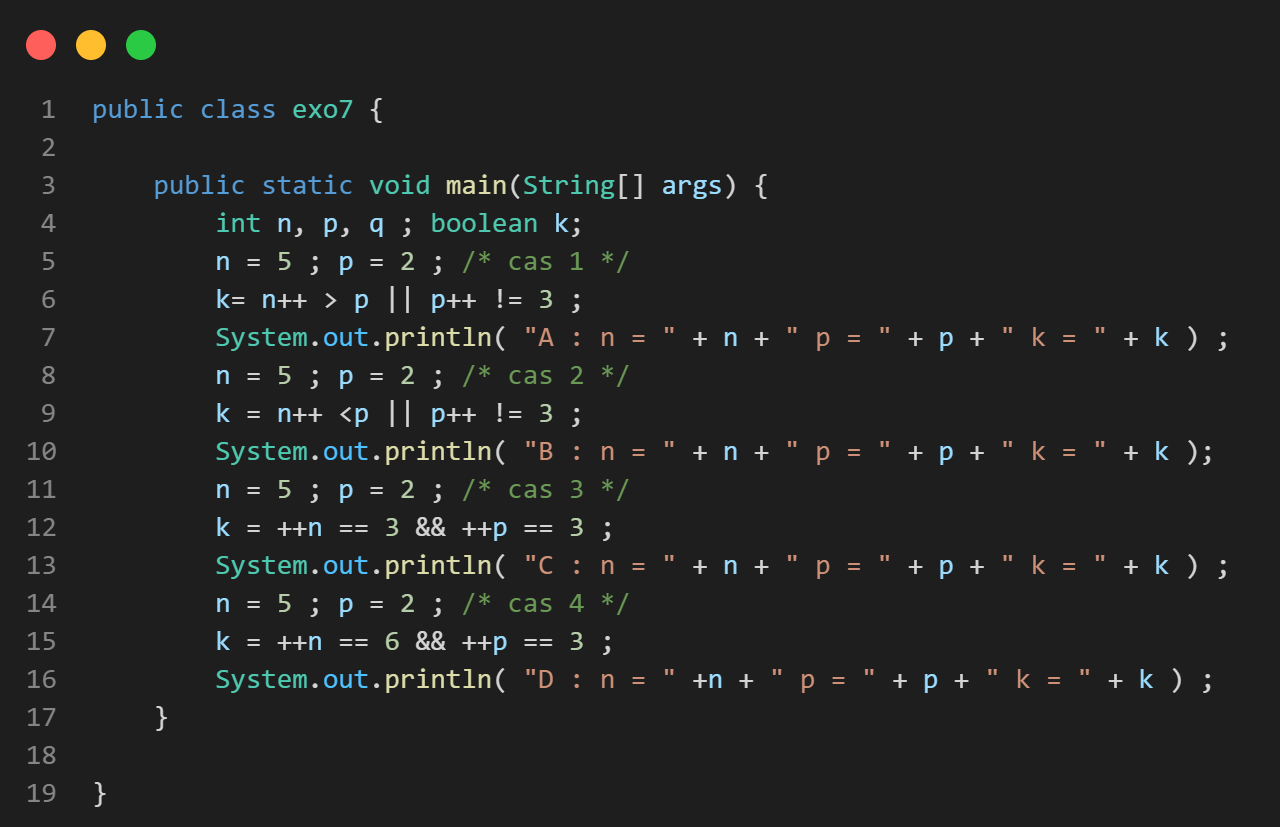 1 public class exo7 {
2
3     public static void main(String[] args) {
4         int n, p, q ; boolean k;
5         n = 5 ; p = 2 ; /* cas 1 */
6         k= n++ > p || p++ != 3 ;
7         System.out.println( "A : n = " + n + " p = " + p + " k = " + k ) ;
8         n = 5 ; p = 2 ; /* cas 2 */
9         k = n++ <p || p++ != 3 ;
10         System.out.println( "B : n = " + n + " p = " + p + " k = " + k );
11         n = 5 ; p = 2 ; /* cas 3 */
12         k = ++n == 3 && ++p == 3 ;
13         System.out.println( "C : n = " + n + " p = " + p + " k = " + k ) ;
14         n = 5 ; p = 2 ; /* cas 4 */
15         k = ++n == 6 && ++p == 3 ;
16         System.out.println( "D : n = " +n + " p = " + p + " k = " + k ) ;
17     }
18
19 }